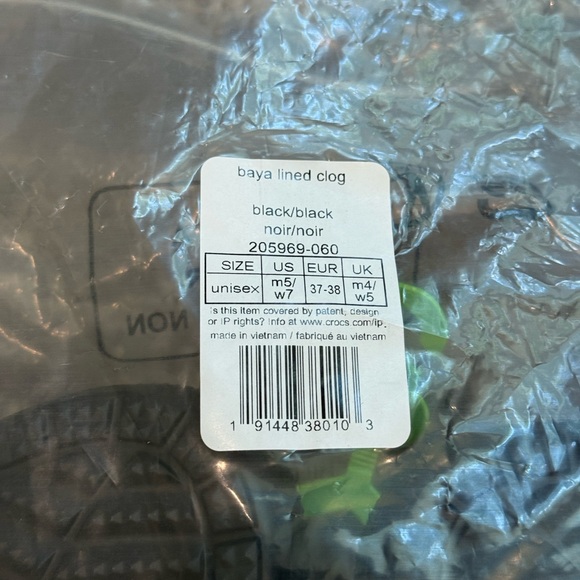 baya lined clog
black/black
noir/noir
205969-060
SIZE US EUR UK
unisex m5/w7 37-38 m4/w5
Is this item covered by patent, design
or IP rights? Info at www.crocs.com/ip.
made in vietnam / fabriqué au vietnam
1 91448 38010 3
NON